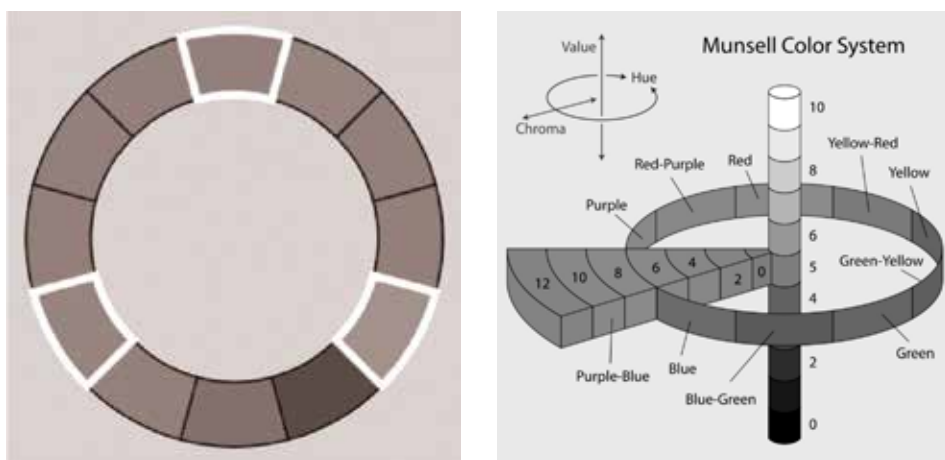 Munsell Color System
Value
Hue
Chroma
10
8
6
5
4
2
0
Red-Purple
Red
Yellow-Red
Yellow
Purple
Green-Yellow
12
10
8
6
4
2
0
Purple-Blue
Blue
Blue-Green
Green